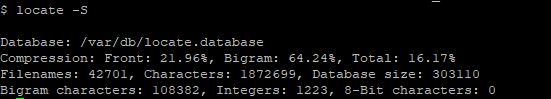 $ locate -S
Database: /var/db/locate.database
Compression: Front: 21.96%, Bigram: 64.24%, Total: 16.17%
Filenames: 42701, Characters: 1872699, Database size: 303110
Bigram characters: 108382, Integers: 1223, 8-Bit characters: 0